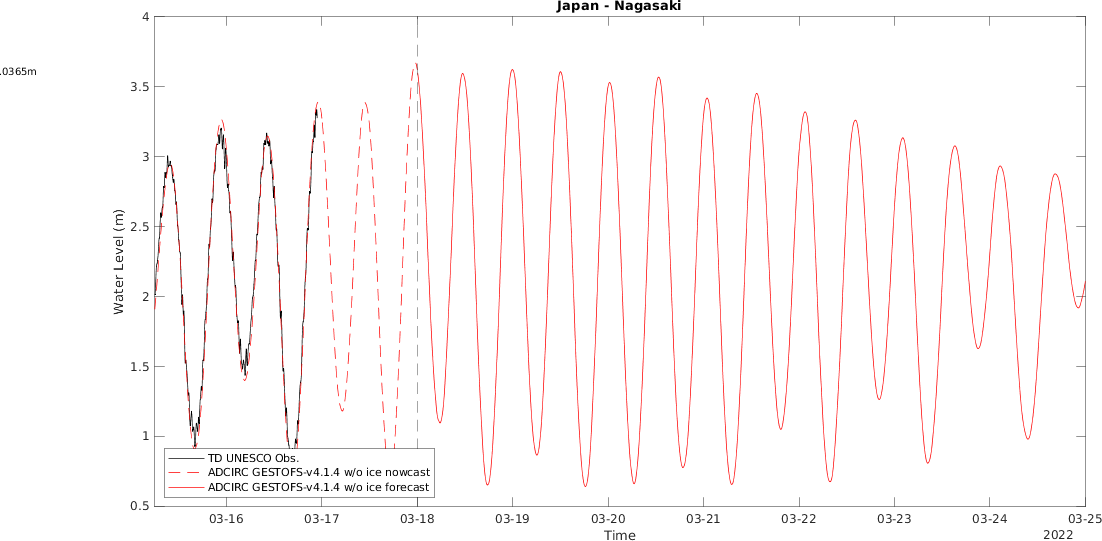 Japan - Nagasaki
.0365m
4
3.5
3
2.5
2
1.5
1
0.5
Water Level (m)
TD UNESCO Obs.
ADCIRC GESTOFS-v4.1.4 w/o ice nowcast
ADCIRC GESTOFS-v4.1.4 w/o ice forecast
03-16 03-17 03-18 03-19 03-20 03-21 03-22 03-23 03-24 03-25
Time
2022